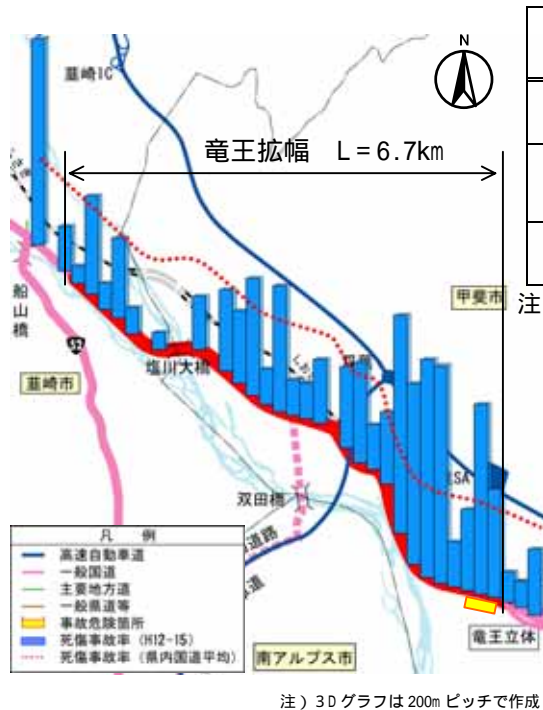 韮崎IC
N
竜王拡幅 L=6.7km
甲斐市
注
船山橋
52
塩川大橋
韮崎市
双田橋
SA
凡 例
高速自動車道
一般国道
主要地方道
一般県道等
事故危険箇所
死傷事故率 (H12-15)
死傷事故率 (県内国道平均)
道路
南アルプス市
竜王立体
注）3Dグラフは200mピッチで作成